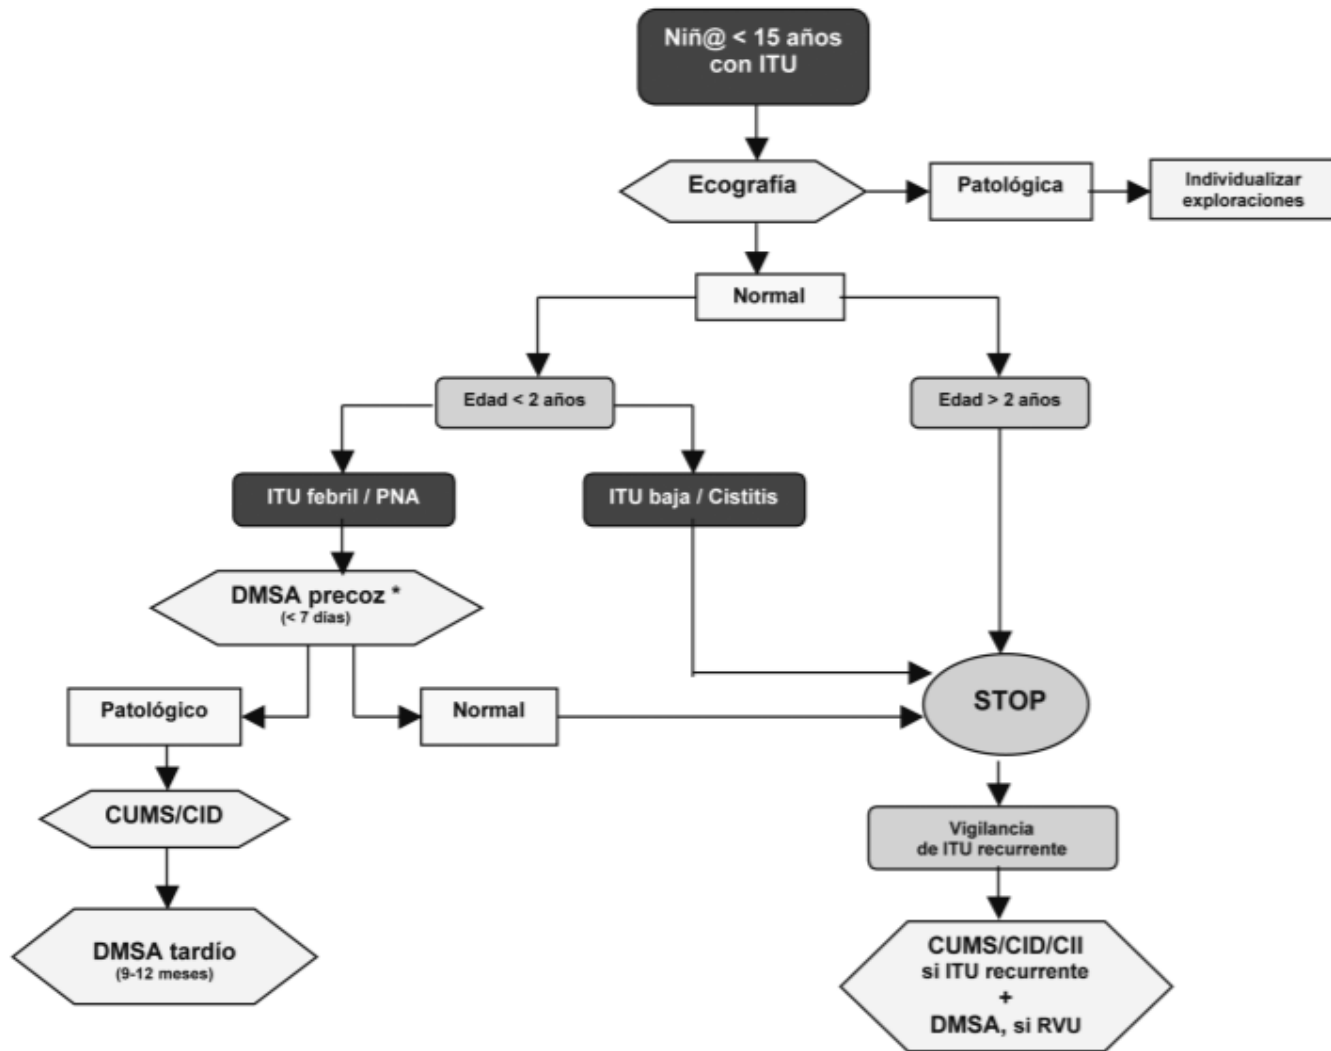 Niñ@ < 15 años
con ITU
Ecografía
Patológica
Individualizar
exploraciones
Normal
Edad < 2 años
Edad > 2 años
ITU febril / PNA
ITU baja / Cistitis
DMSA precoz *
(< 7 días)
Patológico
Normal
STOP
CUMS/CID
Vigilancia
de ITU recurrente
DMSA tardío
(9-12 meses)
CUMS/CID/CII
si ITU recurrente
+
DMSA, si RVU